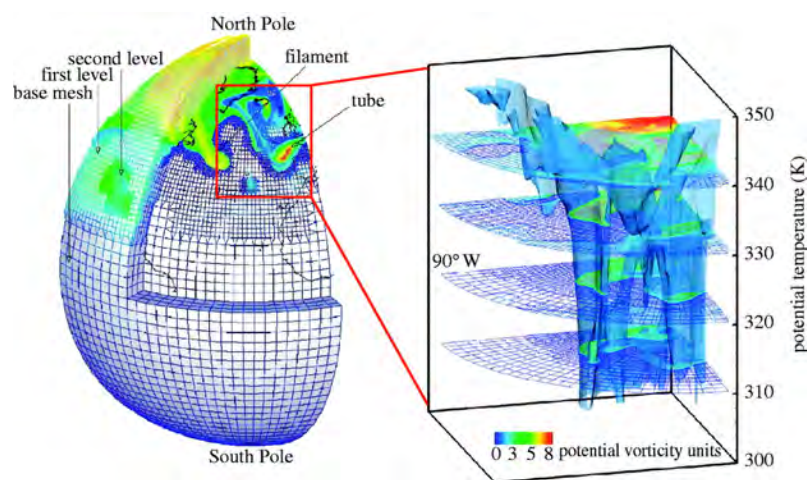 North Pole
second level
first level
base mesh
filament
tube
350
340
330
320
310
300
potential temperature (K)
90° W
0 3 5 8 potential vorticity units
South Pole